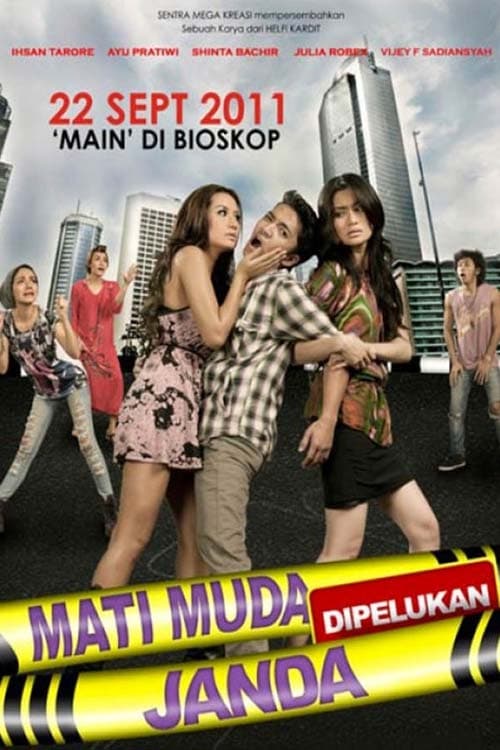 SENTRA MEGA KREASI mempersembahkan
Sebuah Karya dari HELFI KARDIT
IHSAN TARORE AYU PRATIWI SHINTA BACHIR JULIA ROBEX VIJEY F SADIANSYAH
22 SEPT 2011
'MAIN' DI BIOSKOP
MATI MUDA DIPELUKAN
JANDA